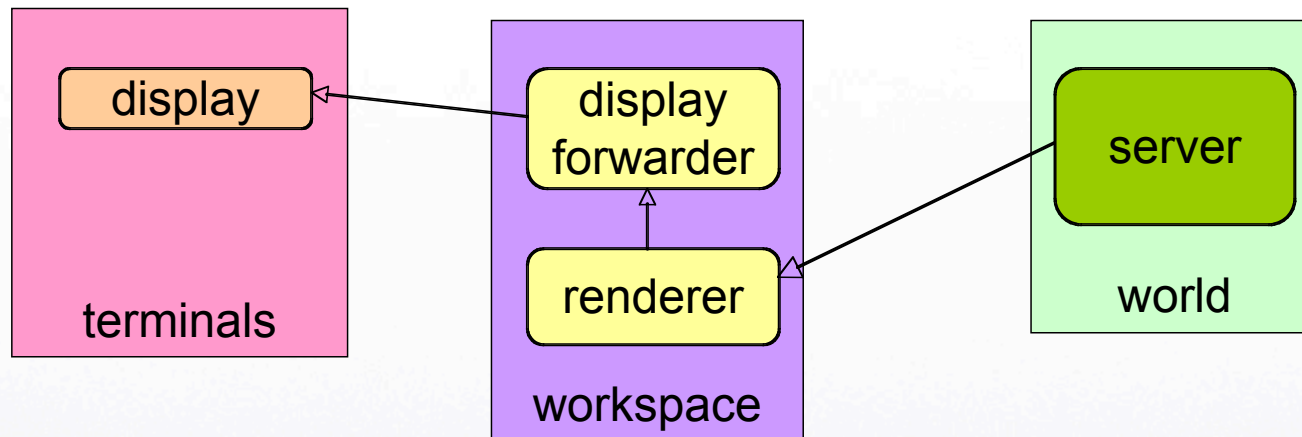 display
terminals
display
forwarder
renderer
workspace
server
world